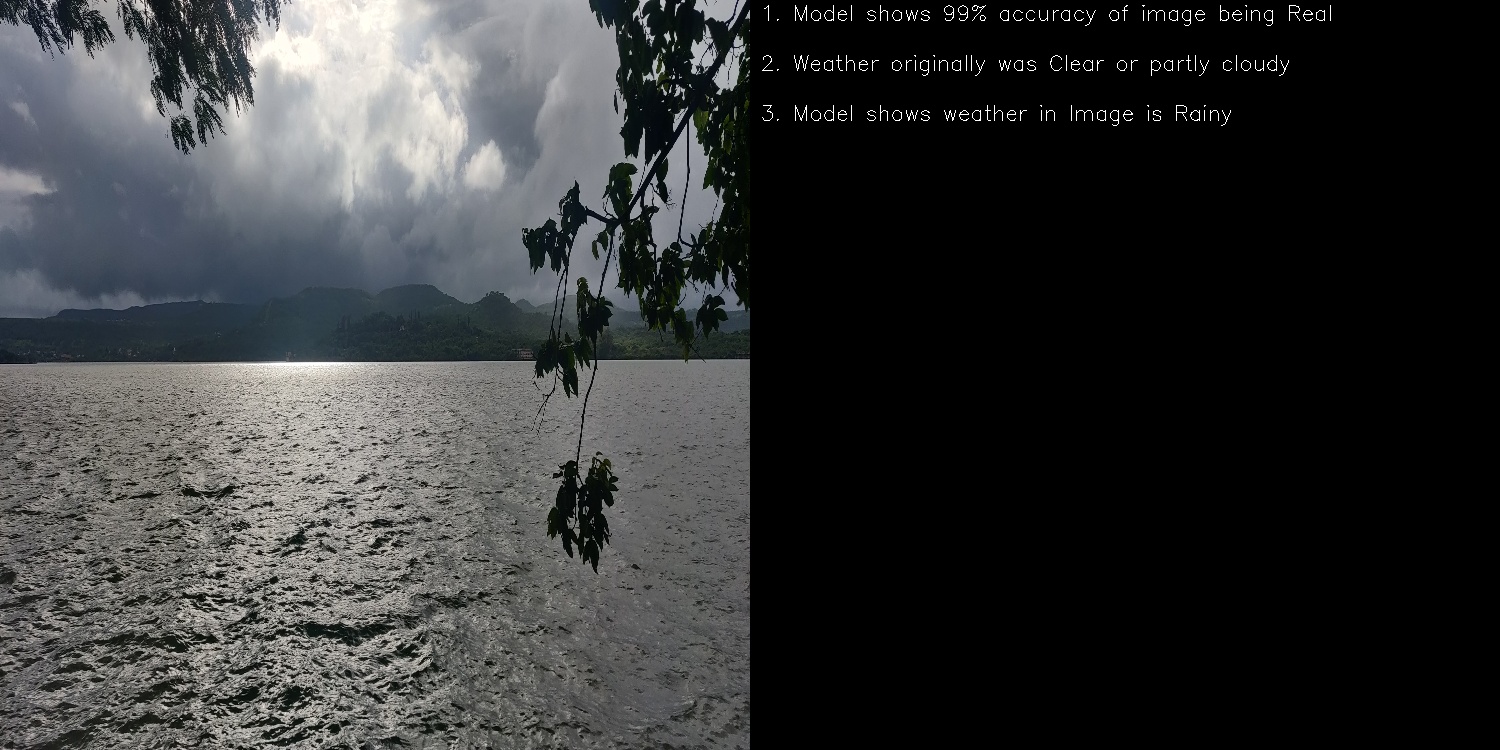 1. Model shows 99% accuracy of image being Real
2. Weather originally was Clear or partly cloudy
3. Model shows weather in Image is Rainy